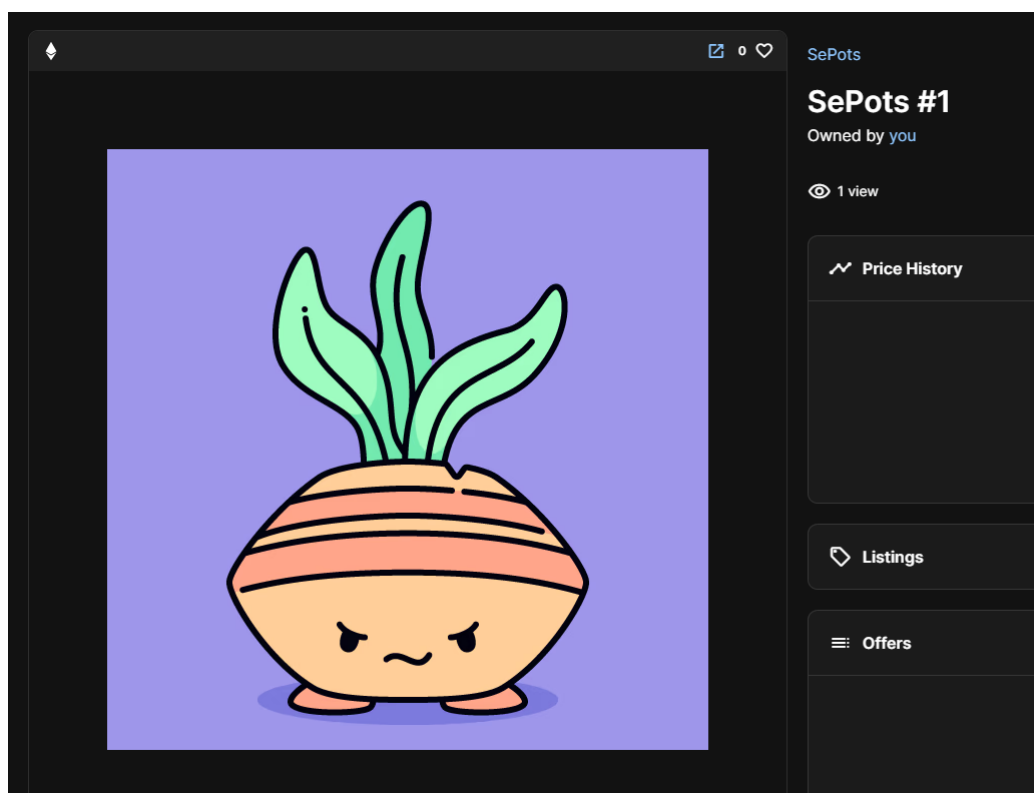 0
SePots
SePots #1
Owned by you
1 view
Price History
Listings
Offers